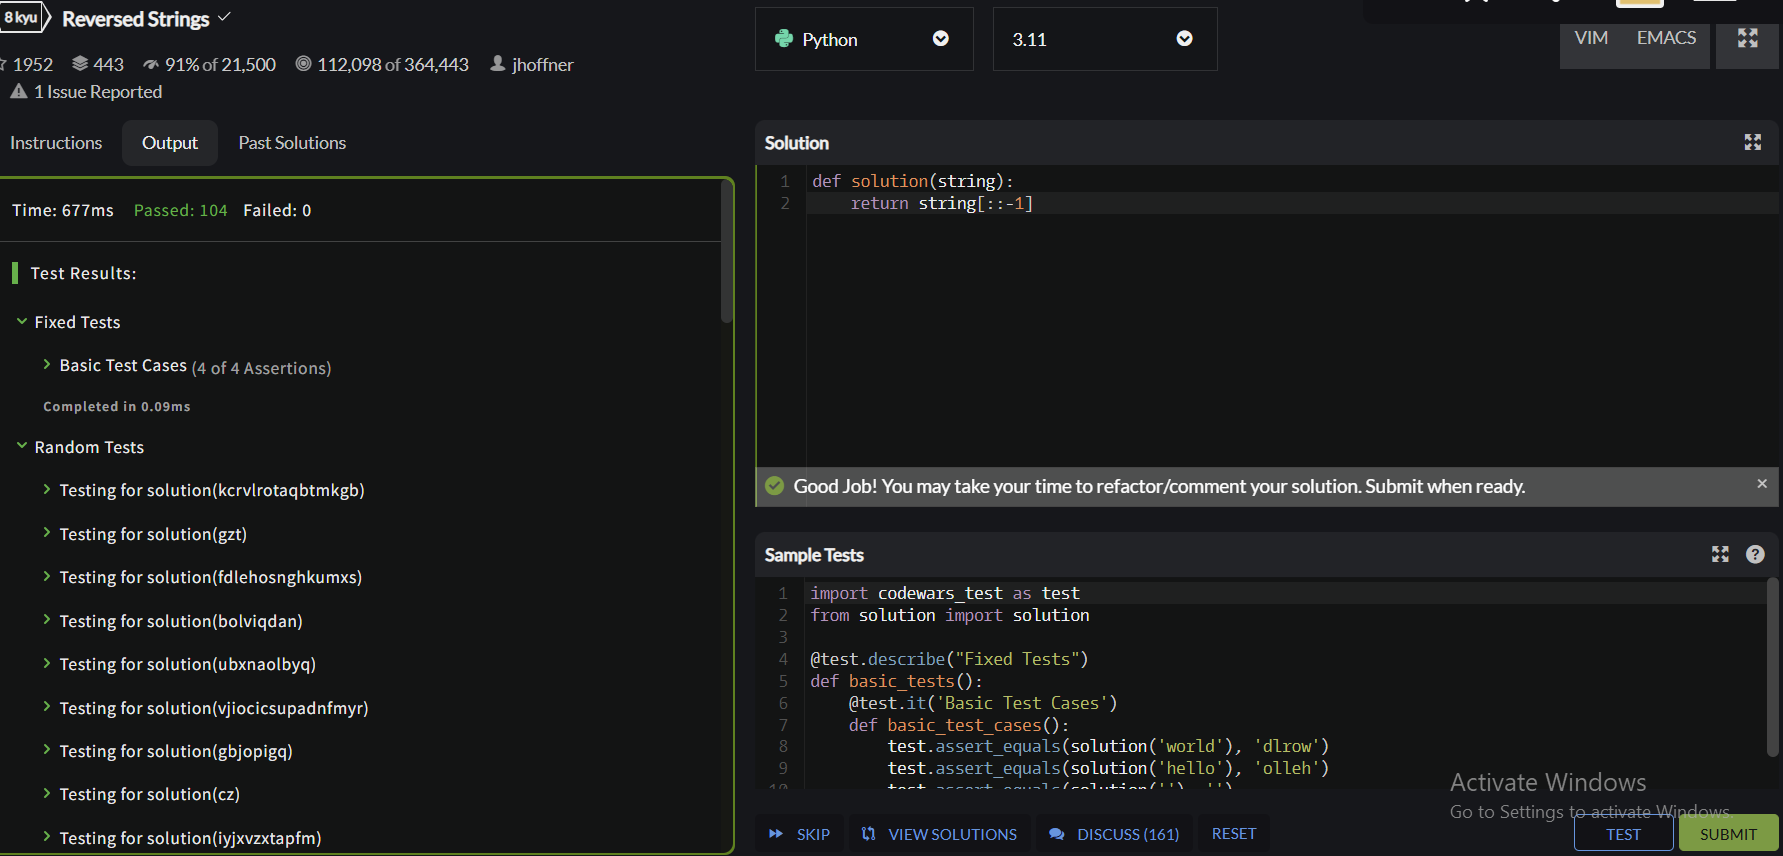 8 kyu Reversed Strings
1952 443 91% of 21,500 112,098 of 364,443 jhoffner
1 Issue Reported
Instructions Output Past Solutions
Time: 677ms Passed: 104 Failed: 0
Test Results:
Fixed Tests
Basic Test Cases (4 of 4 Assertions)
Completed in 0.09ms
Random Tests
Testing for solution(kcrvlrotaqbtmkgb)
Testing for solution(gzt)
Testing for solution(fdlehosnghkumxs)
Testing for solution(bolviqdan)
Testing for solution(ubxnaolbyq)
Testing for solution(vjiocicsupadnfmyr)
Testing for solution(gbjopigq)
Testing for solution(cz)
Testing for solution(iyjxvzxtapfm)
Python 3.11 VIM EMACS
Solution
1 def solution(string):
2     return string[::-1]
Good Job! You may take your time to refactor/comment your solution. Submit when ready.
Sample Tests
1 import codewars_test as test
2 from solution import solution
3
4 @test.describe("Fixed Tests")
5 def basic_tests():
6     @test.it('Basic Test Cases')
7     def basic_test_cases():
8         test.assert_equals(solution('world'), 'dlrow')
9         test.assert_equals(solution('hello'), 'olleh')
10         test.assert_equals(solution(''), '')
Activate Windows
Go to Settings to activate Windows.
SKIP VIEW SOLUTIONS DISCUSS (161) RESET TEST SUBMIT